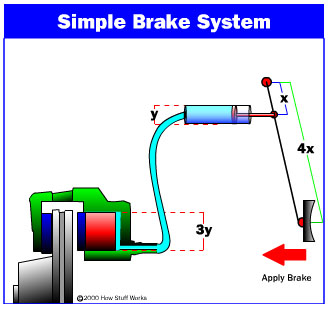 Simple Brake System
x
y
4x
3y
Apply Brake
©2000 How Stuff Works